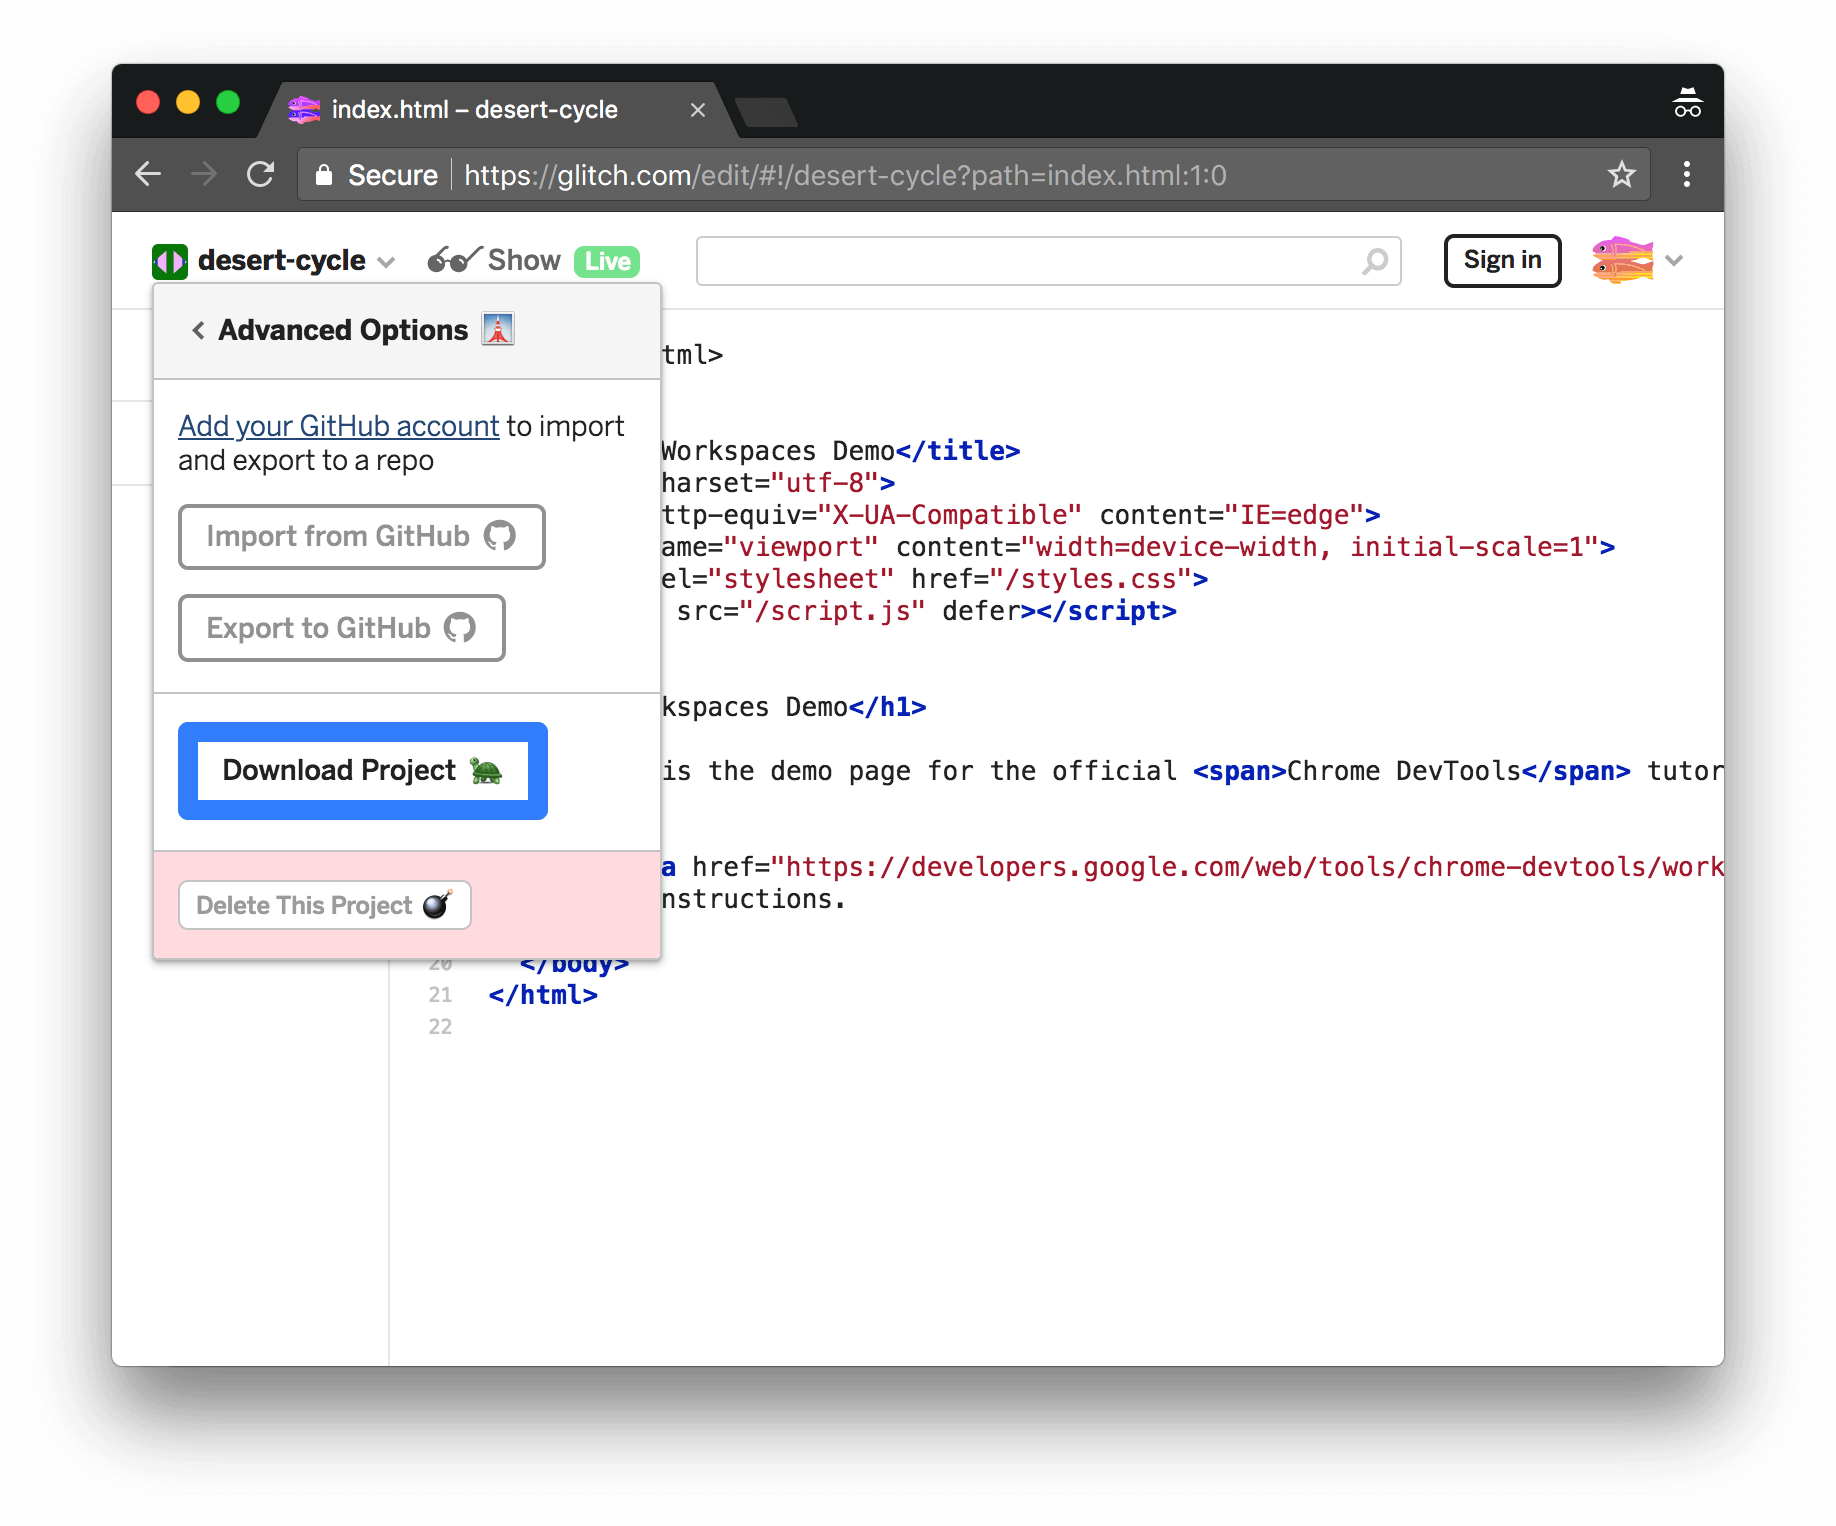 index.html – desert-cycle
Secure https://glitch.com/edit/#!/desert-cycle?path=index.html:1:0
desert-cycle Show Live Sign in
Advanced Options
Add your GitHub account to import
and export to a repo
Import from GitHub
Export to GitHub
Download Project
Delete This Project
tml>
Workspaces Demo</title>
harset="utf-8">
ttp-equiv="X-UA-Compatible" content="IE=edge">
ame="viewport" content="width=device-width, initial-scale=1">
el="stylesheet" href="/styles.css">
src="/script.js" defer></script>
kspaces Demo</h1>
is the demo page for the official <span>Chrome DevTools</span> tutor
a href="https://developers.google.com/web/tools/chrome-devtools/work
nstructions.
20 </body>
21 </html>
22